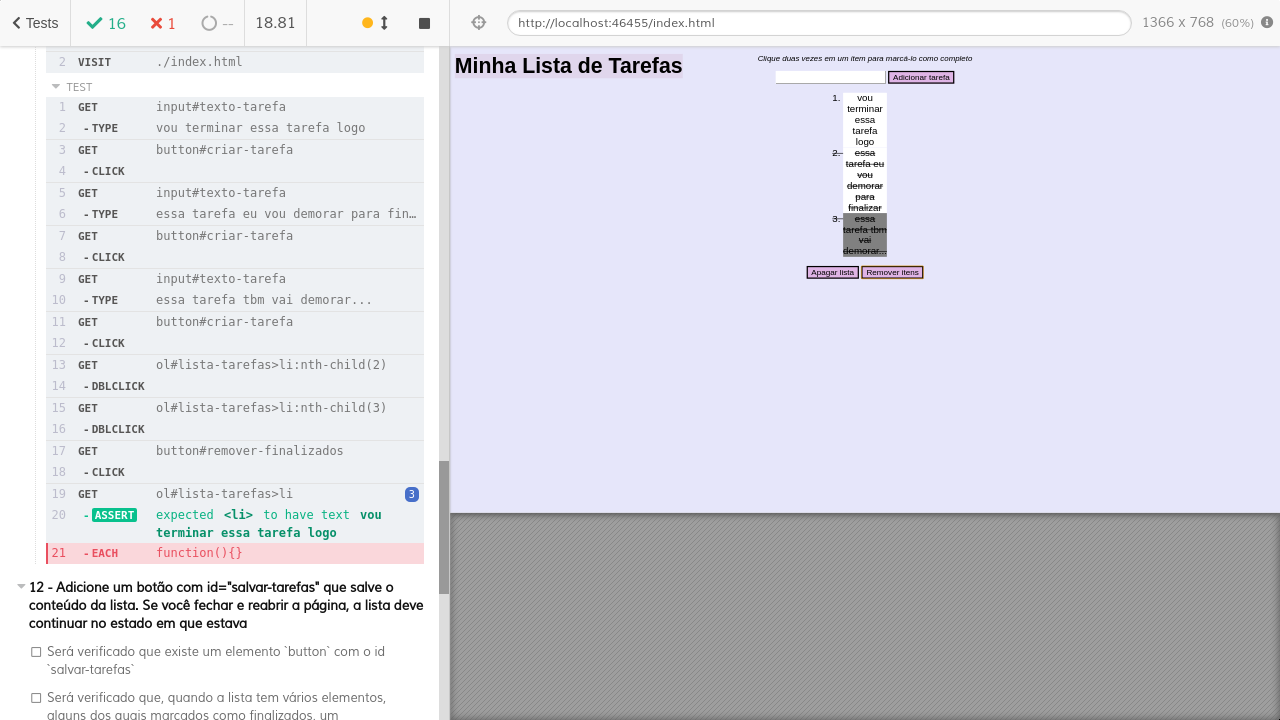 Tests
16
1
--
18.81
http://localhost:46455/index.html
1366 x 768 (60%)
2 VISIT ./index.html
TEST
1 GET input#texto-tarefa
2 -TYPE vou terminar essa tarefa logo
3 GET button#criar-tarefa
4 -CLICK
5 GET input#texto-tarefa
6 -TYPE essa tarefa eu vou demorar para fin…
7 GET button#criar-tarefa
8 -CLICK
9 GET input#texto-tarefa
10 -TYPE essa tarefa tbm vai demorar...
11 GET button#criar-tarefa
12 -CLICK
13 GET ol#lista-tarefas>li:nth-child(2)
14 -DBLCLICK
15 GET ol#lista-tarefas>li:nth-child(3)
16 -DBLCLICK
17 GET button#remover-finalizados
18 -CLICK
19 GET ol#lista-tarefas>li 3
20 -ASSERT expected <li> to have text vou
terminar essa tarefa logo
21 -EACH function(){}
12 - Adicione um botão com id="salvar-tarefas" que salve o
conteúdo da lista. Se você fechar e reabrir a página, a lista deve
continuar no estado em que estava
Será verificado que existe um elemento `button` com o id
`salvar-tarefas`
Será verificado que, quando a lista tem vários elementos,
alguns dos quais marcados como finalizados, um
Minha Lista de Tarefas
Clique duas vezes em um item para marcá-lo como completo
Adicionar tarefa
1. vou
terminar
essa
tarefa
logo
2. essa
tarefa eu
vou
demorar
para
finalizar
3. essa
tarefa tbm
vai
demorar...
Apagar lista
Remover itens